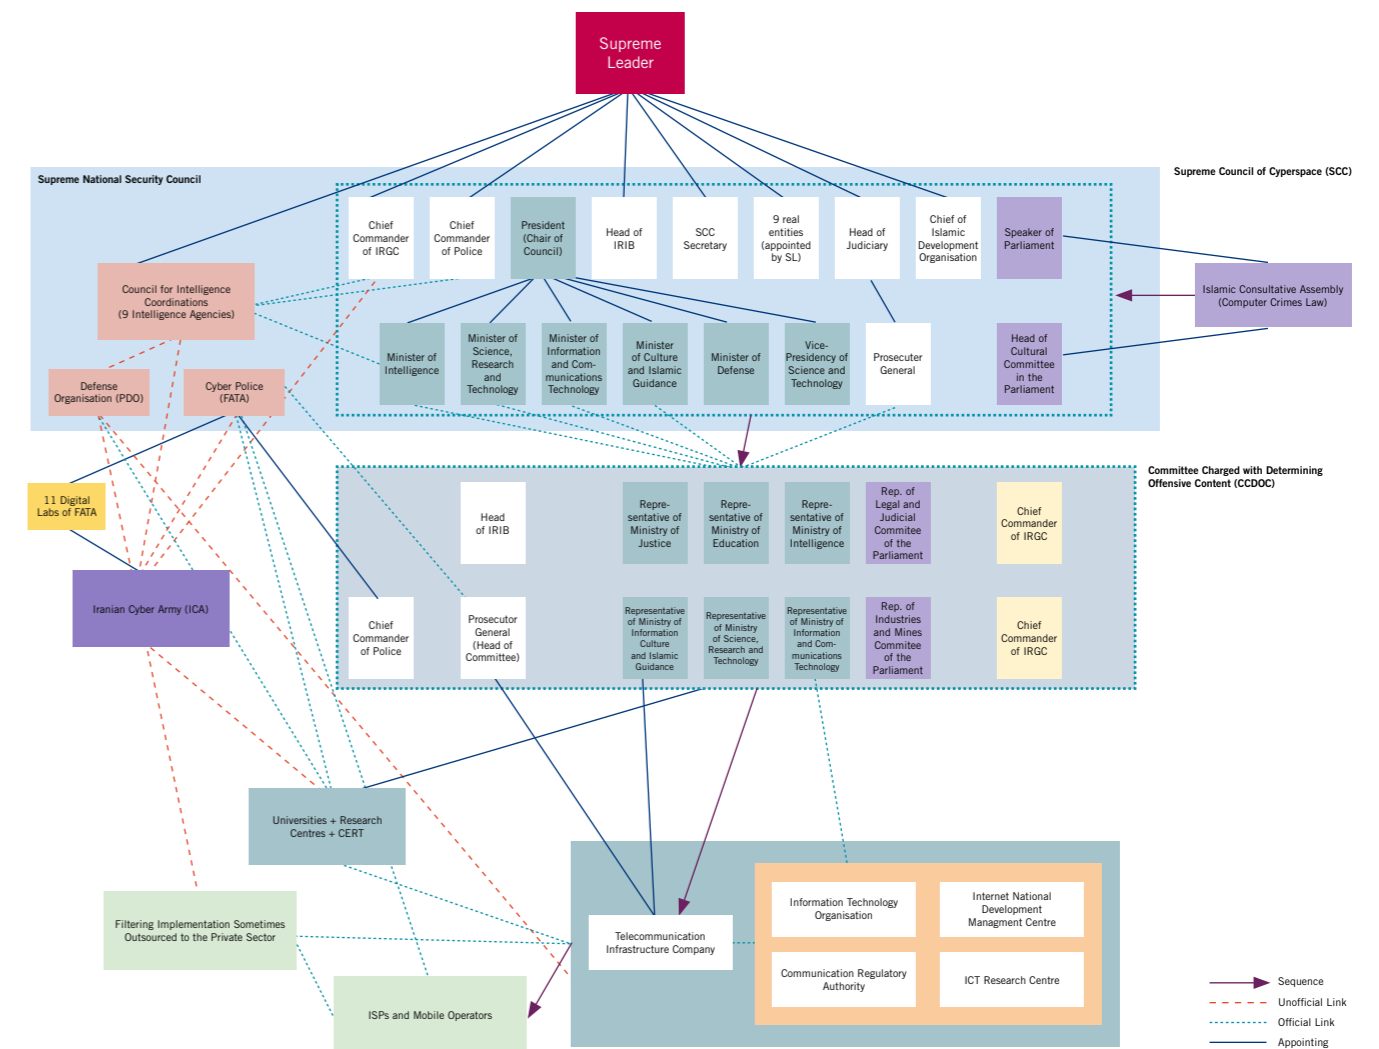 Supreme
Leader
Supreme National Security Council
Supreme Council of Cyberspace (SCC)
Chief
Commander
of IRGC
Chief
Commander
of Police
President
(Chair of
Council)
Head of
IRIB
SCC
Secretary
9 real
entities
(appointed
by SL)
Head of
Judiciary
Chief of
Islamic
Development
Organisation
Speaker of
Parliament
Council for Intelligence
Coordinations
(9 Intelligence Agencies)
Islamic Consultative Assembly
(Computer Crimes Law)
Minister of
Intelligence
Minister of
Science,
Research
and
Technology
Minister of
Information
and Com-
munications
Technology
Minister
of Culture
and Islamic
Guidance
Minister of
Defense
Vice-
Presidency of
Science and
Technology
Prosecuter
General
Head of
Cultural
Committee
in the
Parliament
Defense
Organisation (PDO)
Cyber Police
(FATA)
Committee Charged with Determining
Offensive Content (CCDOC)
11 Digital
Labs of FATA
Head
of IRIB
Repre-
sentative of
Ministry of
Justice
Repre-
sentative of
Ministry of
Education
Repre-
sentative of
Ministry of
Intelligence
Rep. of
Legal and
Judicial
Commitee
of the
Parliament
Chief
Commander
of IRGC
Iranian Cyber Army (ICA)
Chief
Commander
of Police
Prosecutor
General
(Head of
Committee)
Representative
of Ministry of
Information
Culture
and Islamic
Guidance
Representative
of Ministry
of Science,
Research and
Technology
Representative
of Ministry of
Information
and Com-
munications
Technology
Rep. of
Industries
and Mines
Commitee
of the
Parliament
Chief
Commander
of IRGC
Universities + Research
Centres + CERT
Filtering Implementation Sometimes
Outsourced to the Private Sector
Telecommunication
Infrastructure Company
Information Technology
Organisation
Internet National
Development
Managment Centre
Communication Regulatory
Authority
ICT Research Centre
ISPs and Mobile Operators
Sequence
Unofficial Link
Official Link
Appointing